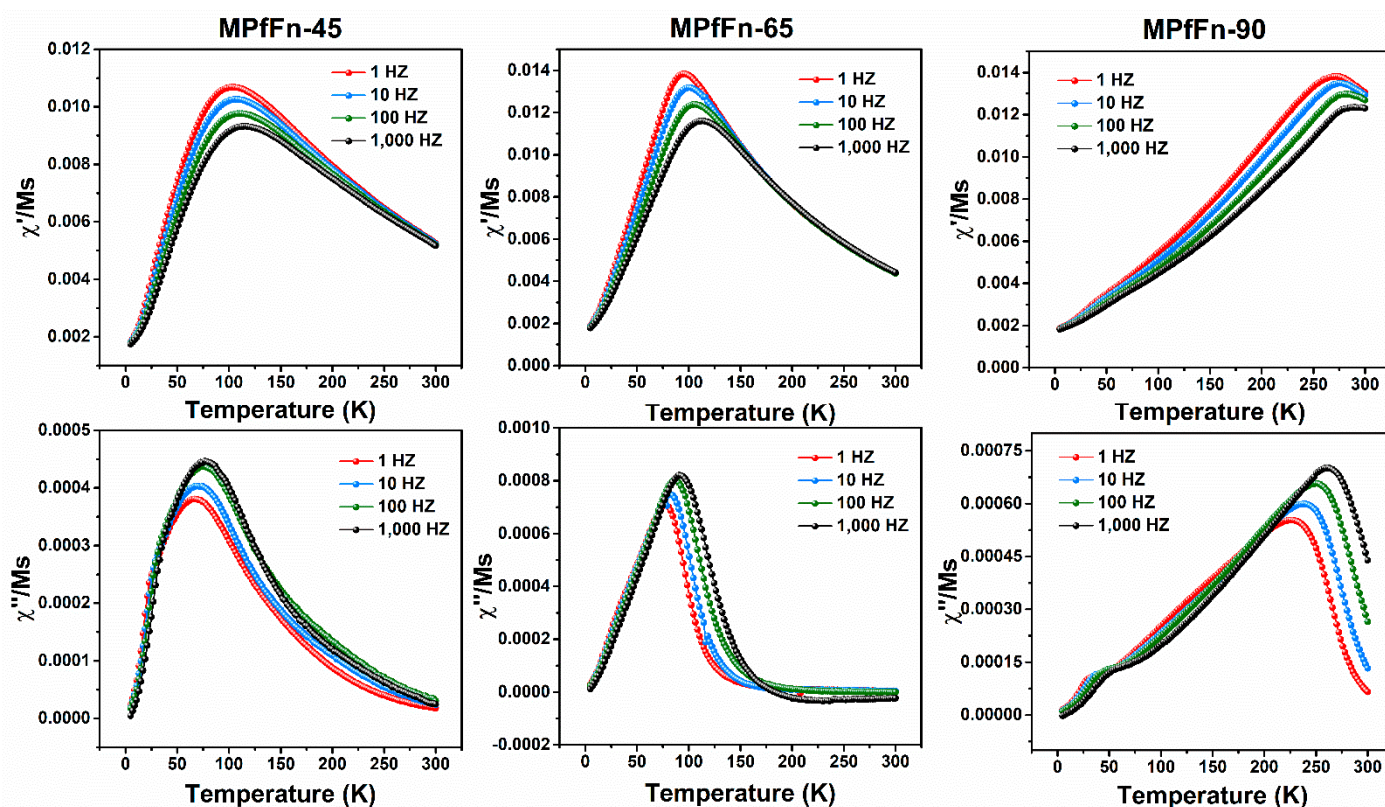 MPfFn-45
0.012
0.010
0.008
0.006
0.004
0.002
χ'/Ms
1 HZ
10 HZ
100 HZ
1,000 HZ
0 50 100 150 200 250 300
Temperature (K)
MPfFn-65
0.014
0.012
0.010
0.008
0.006
0.004
0.002
0.000
χ'/Ms
1 HZ
10 HZ
100 HZ
1,000 HZ
0 50 100 150 200 250 300
Temperature (K)
MPfFn-90
0.014
0.012
0.010
0.008
0.006
0.004
0.002
0.000
χ'/Ms
1 HZ
10 HZ
100 HZ
1,000 HZ
0 50 100 150 200 250 300
Temperature (K)
0.0005
0.0004
0.0003
0.0002
0.0001
0.0000
χ''/Ms
1 HZ
10 HZ
100 HZ
1,000 HZ
0 50 100 150 200 250 300
Temperature (K)
0.0010
0.0008
0.0006
0.0004
0.0002
0.0000
-0.0002
χ''/Ms
1 HZ
10 HZ
100 HZ
1,000 HZ
0 50 100 150 200 250 300
Temperature (K)
0.00075
0.00060
0.00045
0.00030
0.00015
0.00000
χ''/Ms
1 HZ
10 HZ
100 HZ
1,000 HZ
0 50 100 150 200 250 300
Temperature (K)